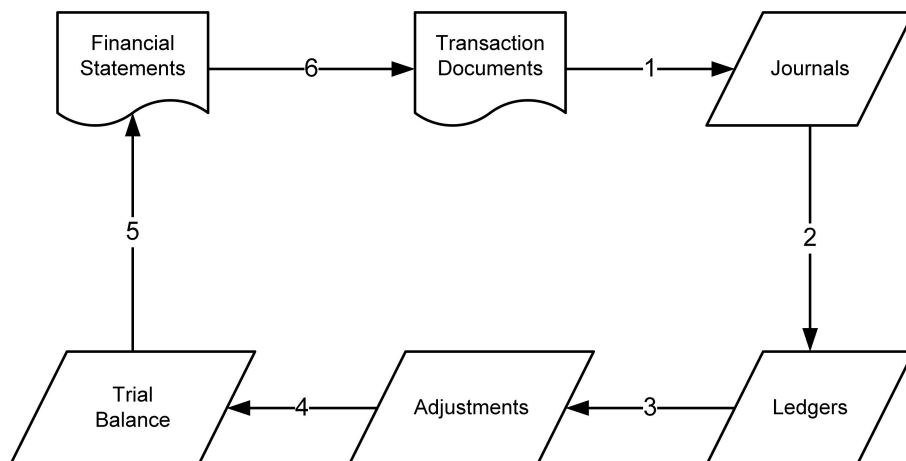 Financial
Statements
6
Transaction
Documents
1
Journals
2
5
Trial
Balance
4
Adjustments
3
Ledgers